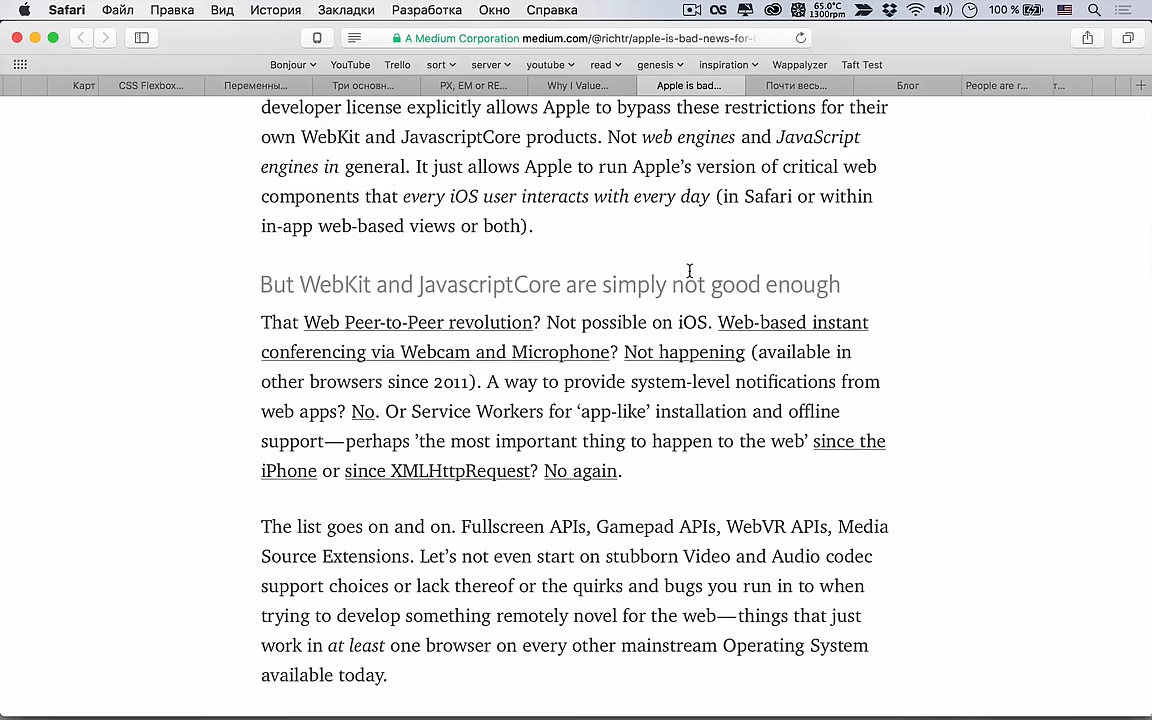 Safari Файл Правка Вид История Закладки Разработка Окно Справка
65.0°C
1300rpm
100 %
A Medium Corporation medium.com/@richtr/apple-is-bad-news-for-
Bonjour YouTube Trello sort server youtube read genesis inspiration Wappalyzer Taft Test
Карт CSS Flexbox... Переменны... Три основн... PX, EM or RE... Why I Value... Apple is bad... Почти весь... Блог People are r... т...
developer license explicitly allows Apple to bypass these restrictions for their
own WebKit and JavascriptCore products. Not web engines and JavaScript
engines in general. It just allows Apple to run Apple’s version of critical web
components that every iOS user interacts with every day (in Safari or within
in-app web-based views or both).
But WebKit and JavascriptCore are simply not good enough
That Web Peer-to-Peer revolution? Not possible on iOS. Web-based instant
conferencing via Webcam and Microphone? Not happening (available in
other browsers since 2011). A way to provide system-level notifications from
web apps? No. Or Service Workers for ‘app-like’ installation and offline
support—perhaps ’the most important thing to happen to the web’ since the
iPhone or since XMLHttpRequest? No again.
The list goes on and on. Fullscreen APIs, Gamepad APIs, WebVR APIs, Media
Source Extensions. Let’s not even start on stubborn Video and Audio codec
support choices or lack thereof or the quirks and bugs you run in to when
trying to develop something remotely novel for the web—things that just
work in at least one browser on every other mainstream Operating System
available today.